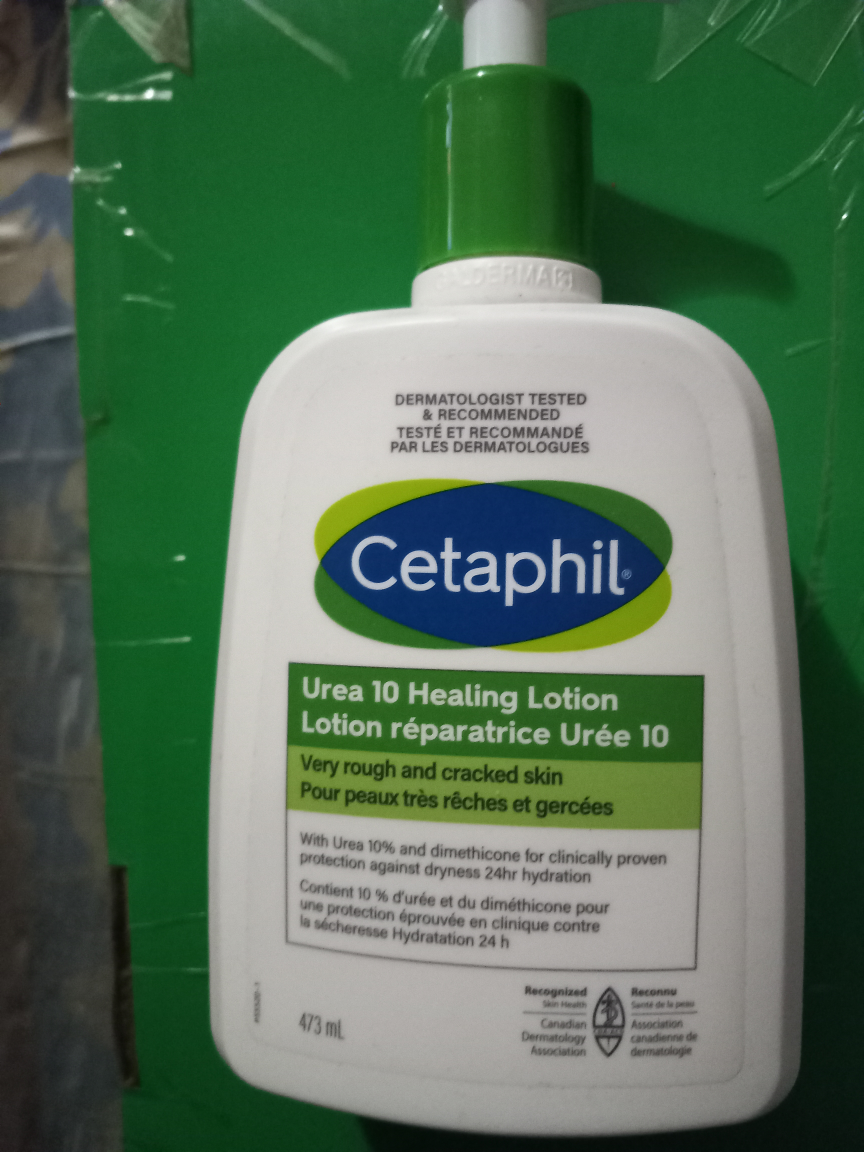 GALDERMA
DERMATOLOGIST TESTED
& RECOMMENDED
TESTÉ ET RECOMMANDÉ
PAR LES DERMATOLOGUES
Cetaphil®
Urea 10 Healing Lotion
Lotion réparatrice Urée 10
Very rough and cracked skin
Pour peaux très rêches et gercées
With Urea 10% and dimethicone for clinically proven
protection against dryness 24hr hydration
Contient 10 % d'urée et du diméthicone pour
une protection éprouvée en clinique contre
la sécheresse Hydratation 24 h
473 mL
Recognized
Skin Health
Canadian
Dermatology
Association
Reconnu
Santé de la peau
Association
canadienne de
dermatologie